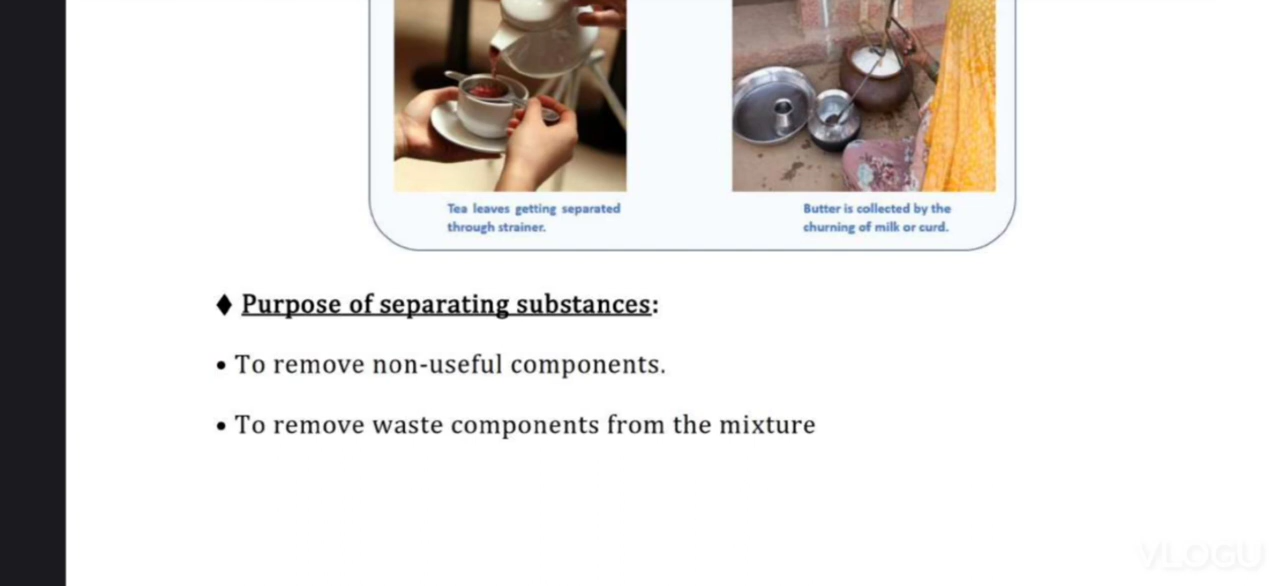 Tea leaves getting separated
through strainer.
Butter is collected by the
churning of milk or curd.
♦ Purpose of separating substances:
• To remove non-useful components.
• To remove waste components from the mixture
VLOGU